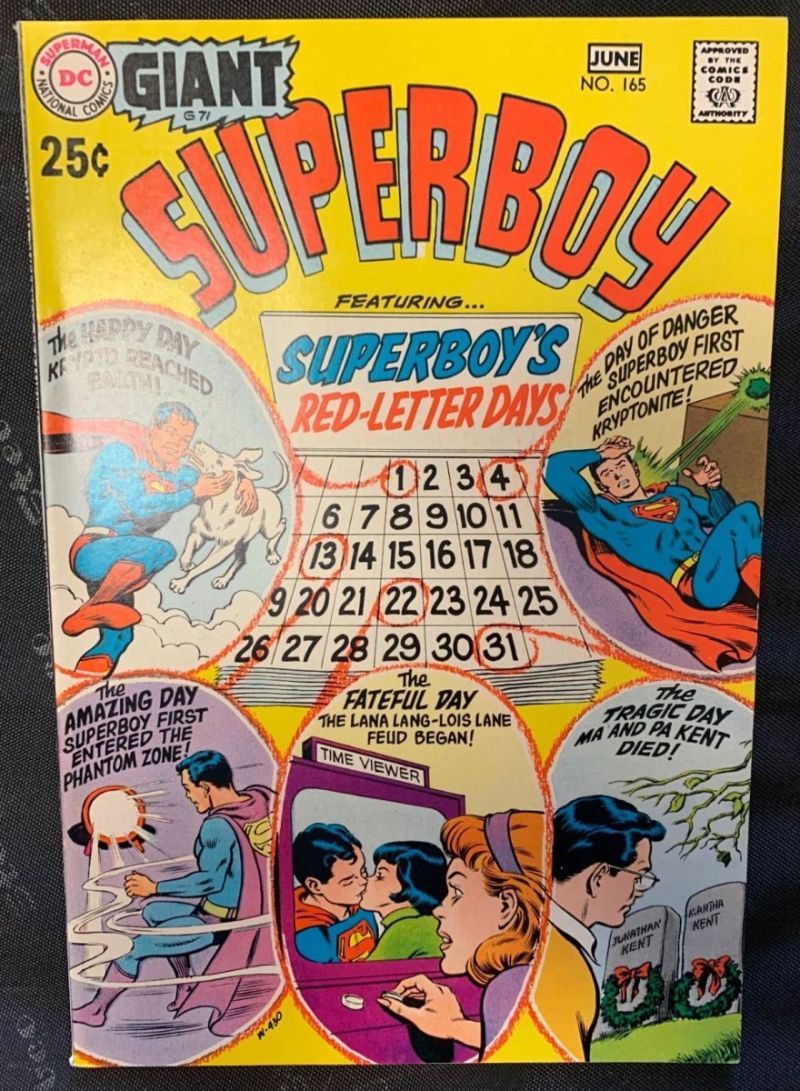 SUPERMAN
DC
NATIONAL COMICS
GIANT
G 71
25¢
JUNE
NO. 165
APPROVED
BY THE
COMICS
CODE
CA
AUTHORITY
SUPERBOY
FEATURING...
SUPERBOY'S
RED-LETTER DAYS
The HAPPY DAY
KRYPTO REACHED
EARTH!
THE DAY OF DANGER
SUPERBOY FIRST
ENCOUNTERED
KRYPTONITE!
1 2 3 4
6 7 8 9 10 11
13 14 15 16 17 18
9 20 21 22 23 24 25
26 27 28 29 30 31
The
AMAZING DAY
SUPERBOY FIRST
ENTERED THE
PHANTOM ZONE!
The
FATEFUL DAY
THE LANA LANG-LOIS LANE
FEUD BEGAN!
TIME VIEWER
The
TRAGIC DAY
MA AND PA KENT
DIED!
JONATHAN
KENT
MARTHA
KENT
W-430